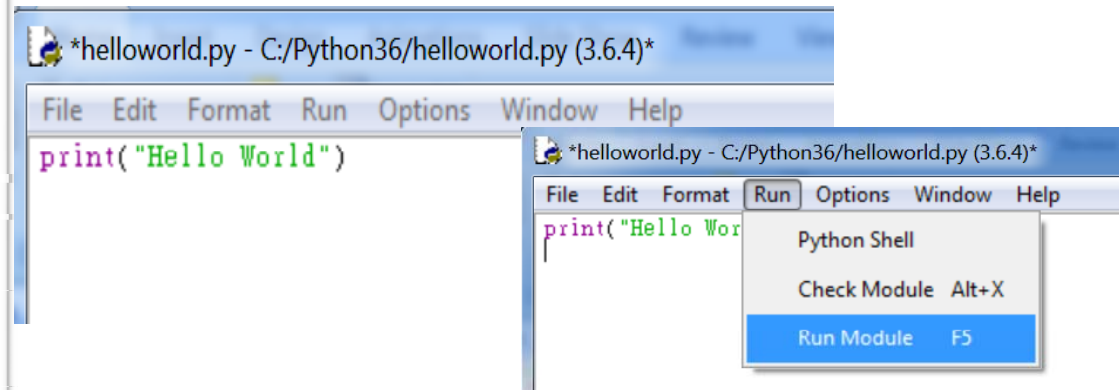 *helloworld.py - C:/Python36/helloworld.py (3.6.4)*
File Edit Format Run Options Window Help
print("Hello World")
*helloworld.py - C:/Python36/helloworld.py (3.6.4)*
File Edit Format Run Options Window Help
print("Hello Wor
Python Shell
Check Module Alt+X
Run Module F5